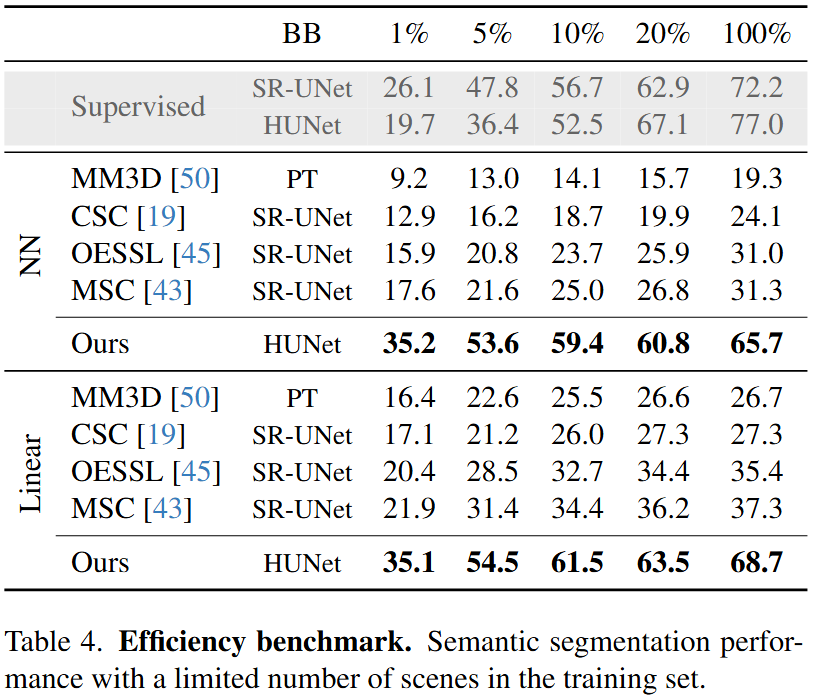 BB 1% 5% 10% 20% 100%
Supervised SR-UNet 26.1 47.8 56.7 62.9 72.2
HUNet 19.7 36.4 52.5 67.1 77.0
NN
MM3D [50] PT 9.2 13.0 14.1 15.7 19.3
CSC [19] SR-UNet 12.9 16.2 18.7 19.9 24.1
OESSL [45] SR-UNet 15.9 20.8 23.7 25.9 31.0
MSC [43] SR-UNet 17.6 21.6 25.0 26.8 31.3
Ours HUNet 35.2 53.6 59.4 60.8 65.7
Linear
MM3D [50] PT 16.4 22.6 25.5 26.6 26.7
CSC [19] SR-UNet 17.1 21.2 26.0 27.3 27.3
OESSL [45] SR-UNet 20.4 28.5 32.7 34.4 35.4
MSC [43] SR-UNet 21.9 31.4 34.4 36.2 37.3
Ours HUNet 35.1 54.5 61.5 63.5 68.7
Table 4. Efficiency benchmark. Semantic segmentation perfor-
mance with a limited number of scenes in the training set.